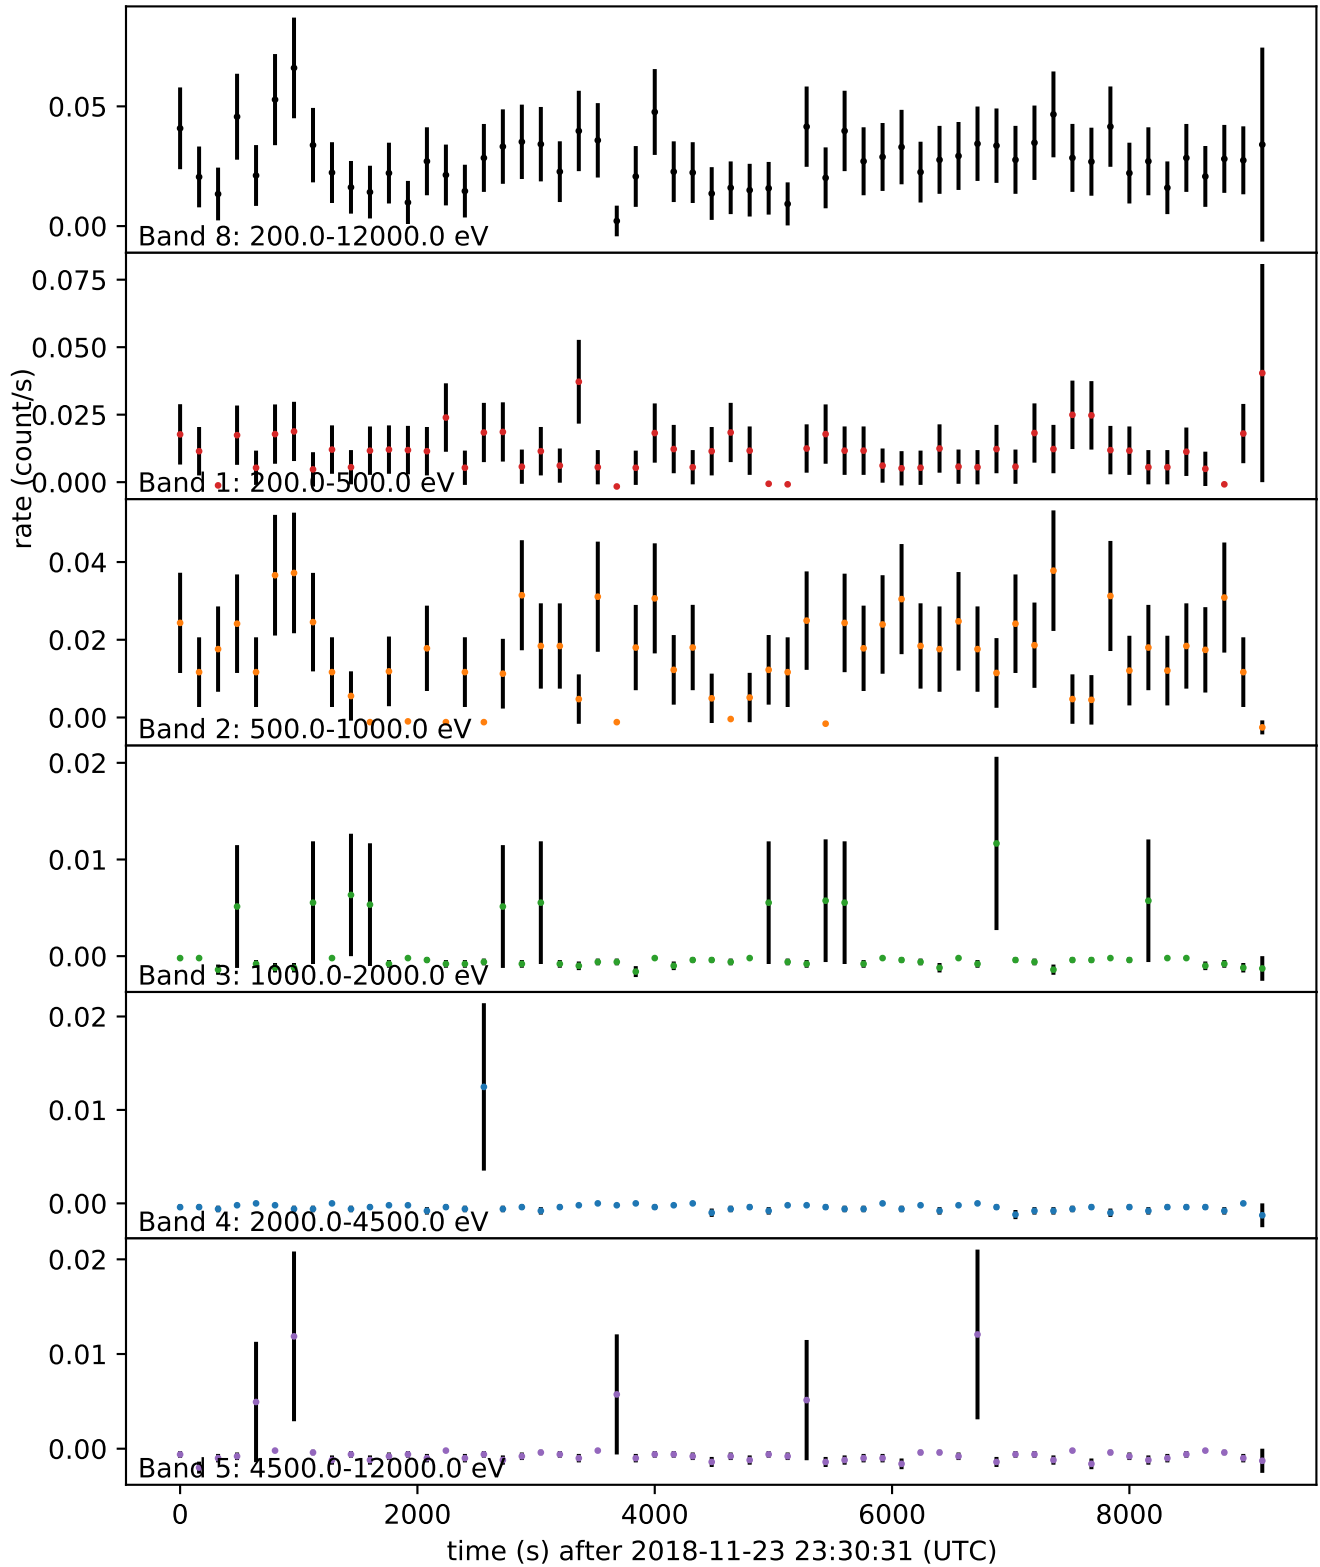 0.05
0.00
Band 8: 200.0-12000.0 eV
0.075
0.050
0.025
0.000
Band 1: 200.0-500.0 eV
rate (count/s)
0.04
0.02
0.00
Band 2: 500.0-1000.0 eV
0.02
0.01
0.00
Band 3: 1000.0-2000.0 eV
0.02
0.01
0.00
Band 4: 2000.0-4500.0 eV
0.02
0.01
0.00
Band 5: 4500.0-12000.0 eV
0 2000 4000 6000 8000
time (s) after 2018-11-23 23:30:31 (UTC)